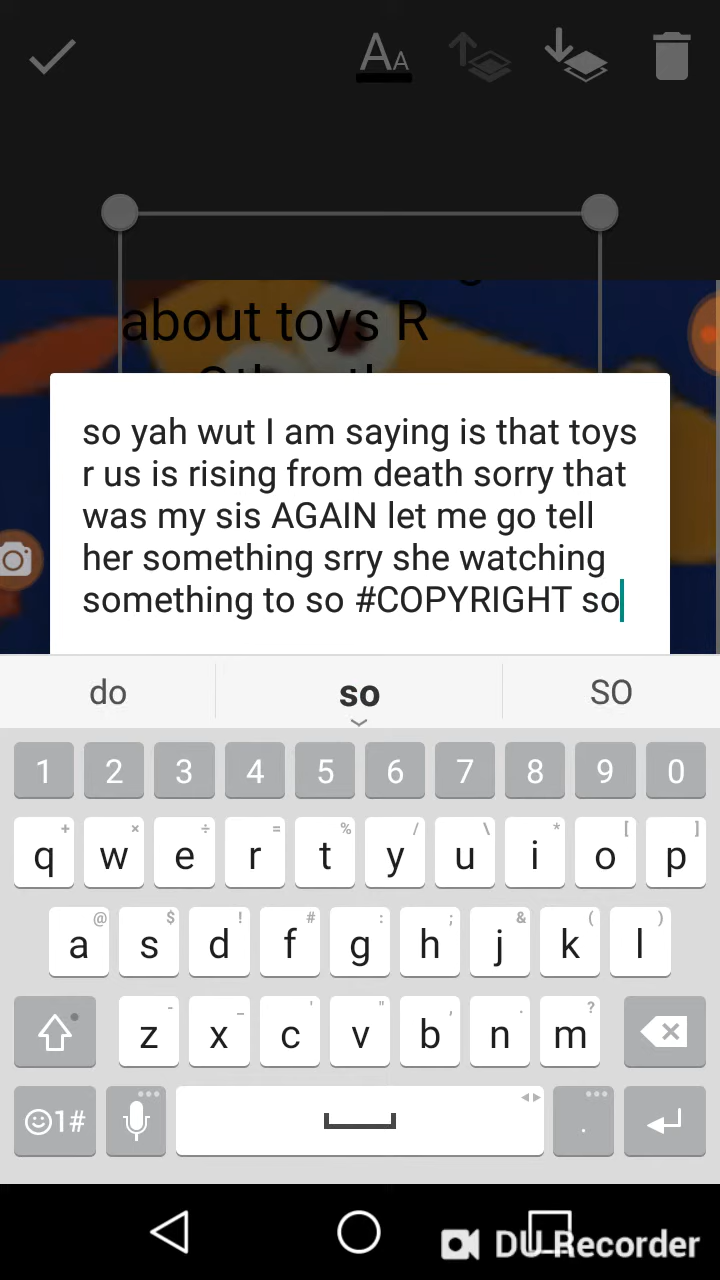 AA
about toys R
so yah wut I am saying is that toys
r us is rising from death sorry that
was my sis AGAIN let me go tell
her something srry she watching
something to so #COPYRIGHT so
do so SO
1 2 3 4 5 6 7 8 9 0
+ × ÷ = % / \ * [ ]
q w e r t y u i o p
@ $ ! # : ; & ( )
a s d f g h j k l
- _ ' " , . ?
z x c v b n m
1# .
DU Recorder